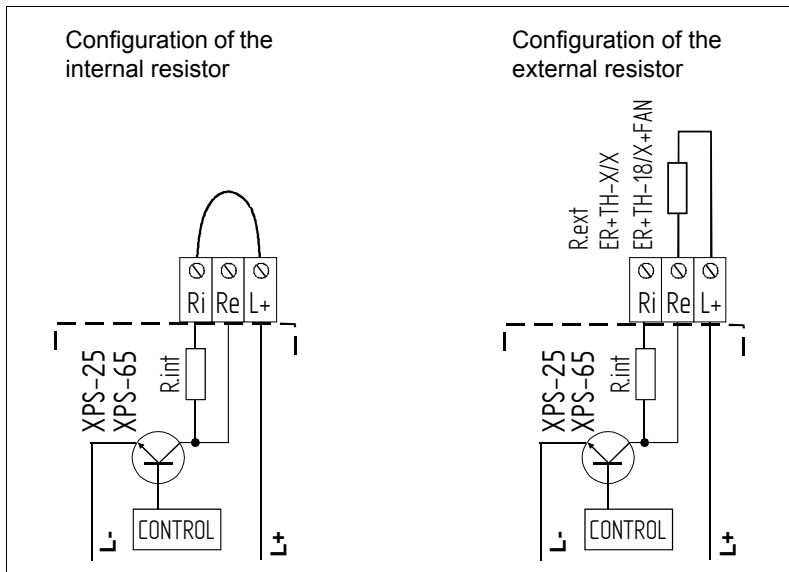 Configuration of the
internal resistor
Ri Re L+
XPS-25
XPS-65
R.int
CONTROL
L-
L+
Configuration of the
external resistor
R.ext
ER+TH-X/X
ER+TH-18/X+FAN
Ri Re L+
XPS-25
XPS-65
R.int
CONTROL
L-
L+